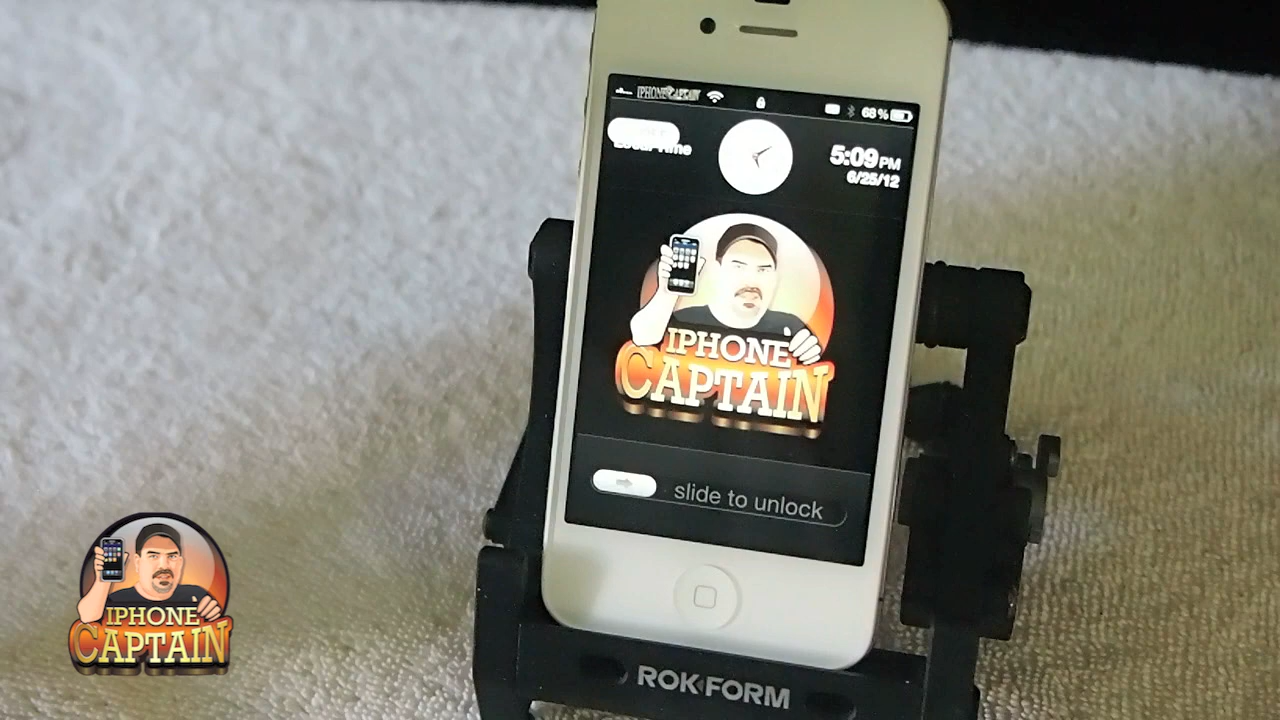 IPHONE CAPTAIN
68%
Local Time
5:09 PM
6/25/12
IPHONE
CAPTAIN
slide to unlock
ROKFORM
IPHONE
CAPTAIN